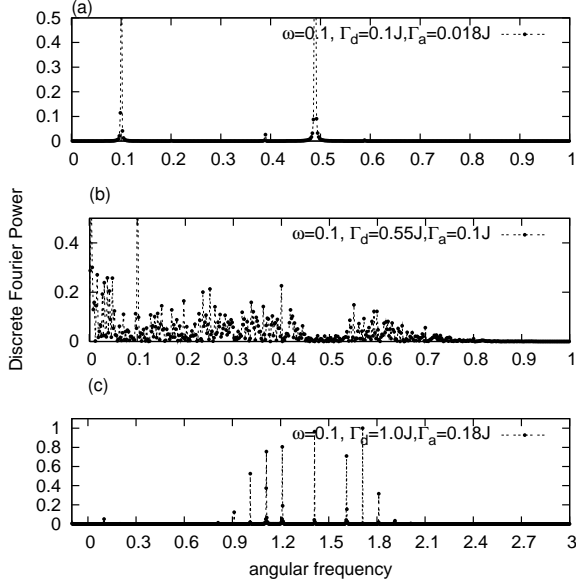 (a)
ω=0.1, Γd=0.1J,Γa=0.018J
0.5
0.4
0.3
0.2
0.1
0
0 0.1 0.2 0.3 0.4 0.5 0.6 0.7 0.8 0.9 1
(b)
ω=0.1, Γd=0.55J,Γa=0.1J
0.4
0.2
0
0 0.1 0.2 0.3 0.4 0.5 0.6 0.7 0.8 0.9 1
Discrete Fourier Power
(c)
ω=0.1, Γd=1.0J,Γa=0.18J
1
0.8
0.6
0.4
0.2
0
0 0.3 0.6 0.9 1.2 1.5 1.8 2.1 2.4 2.7 3
angular frequency